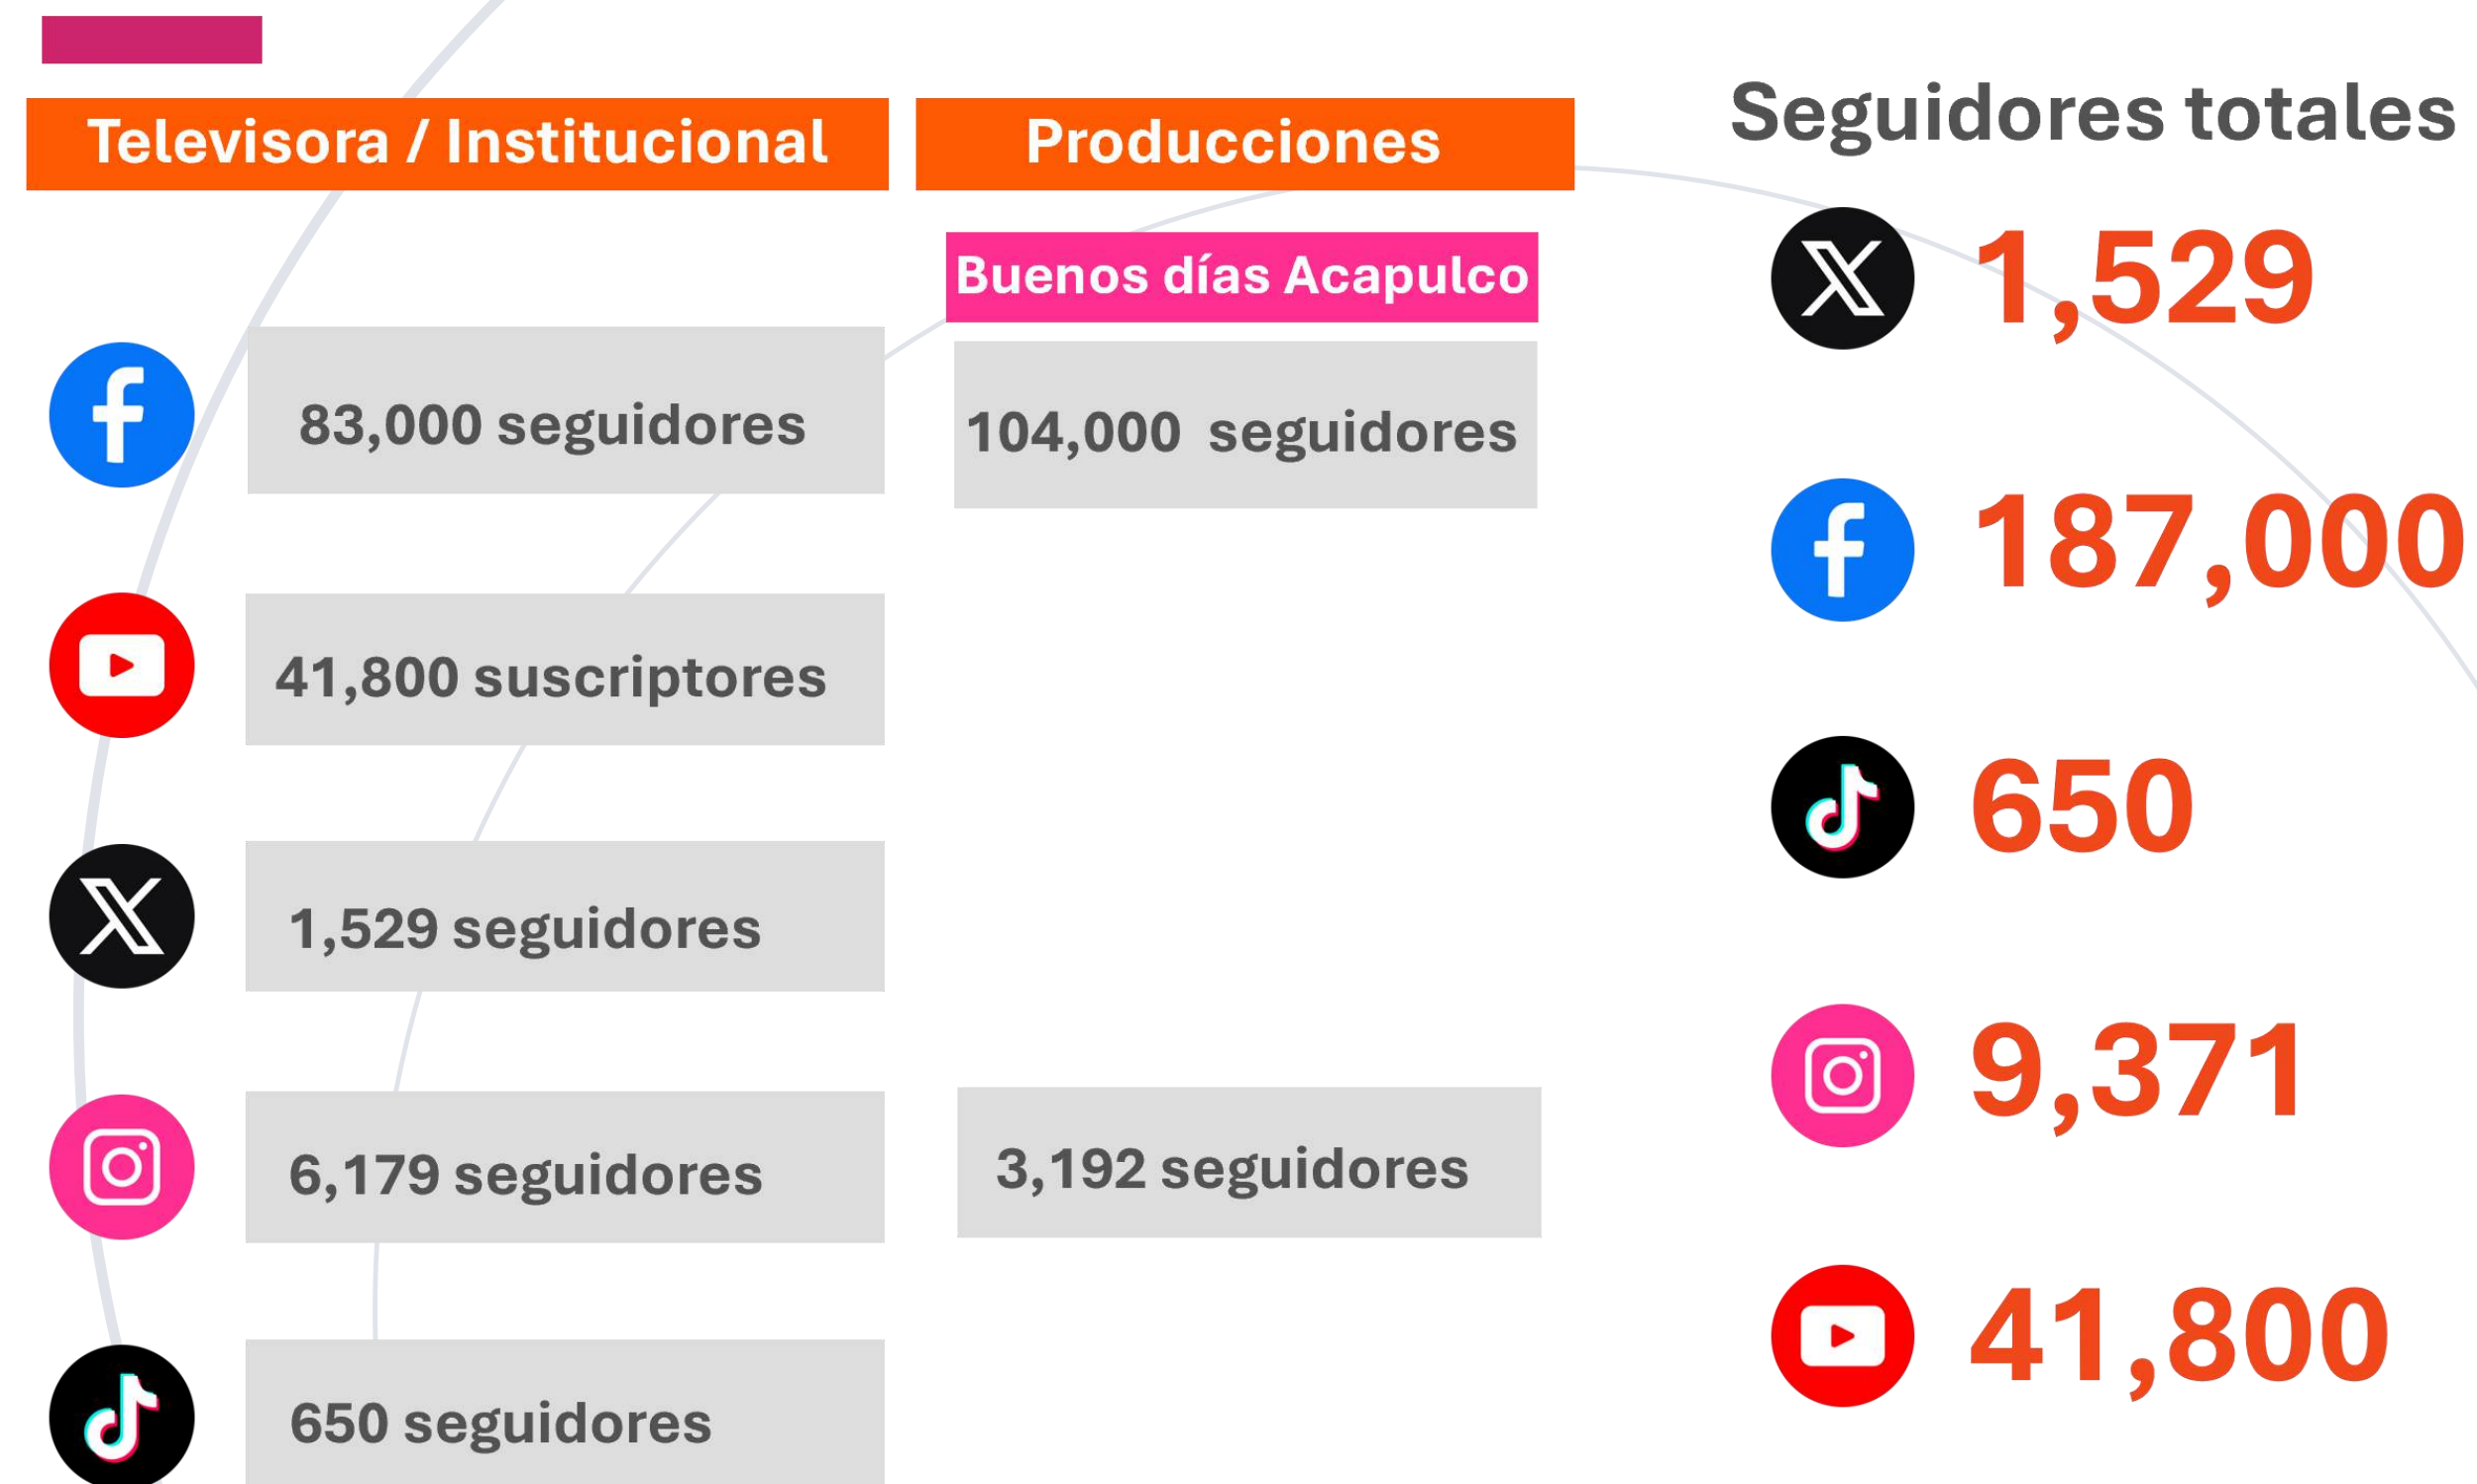 Televisora / Institucional
Producciones
Buenos días Acapulco
83,000 seguidores
104,000 seguidores
41,800 suscriptores
1,529 seguidores
6,179 seguidores
3,192 seguidores
650 seguidores
Seguidores totales
1,529
187,000
650
9,371
41,800